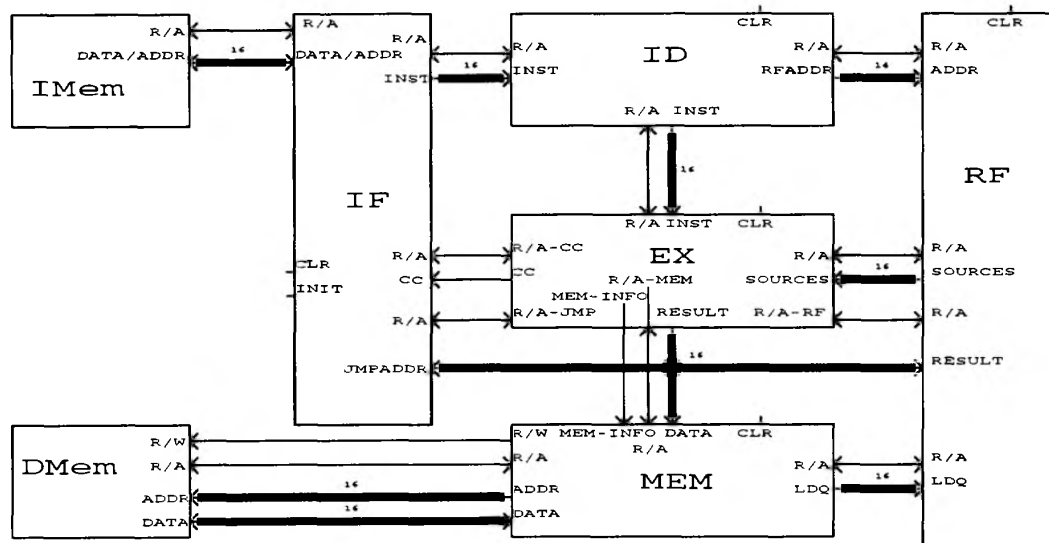 R/A
DATA/ADDR
IMem
16
R/A
DATA/ADDR
R/A
INST
IF
CLR
INIT
R/A
CC
R/A
JMPADDR
16
CLR
R/A
INST
ID
R/A
RFADDR
R/A INST
16
16
CLR
R/A
ADDR
RF
R/A
SOURCES
R/A
RESULT
R/A
LDQ
R/A INST
CLR
R/A-CC
EX
R/A
CC
R/A-MEM
SOURCES
16
MEM-INFO
R/A-JMP
RESULT
R/A-RF
16
R/W
R/A
DMem
ADDR
DATA
16
16
R/W MEM-INFO DATA
CLR
R/A
R/A
MEM
R/A
ADDR
LDQ
DATA
16